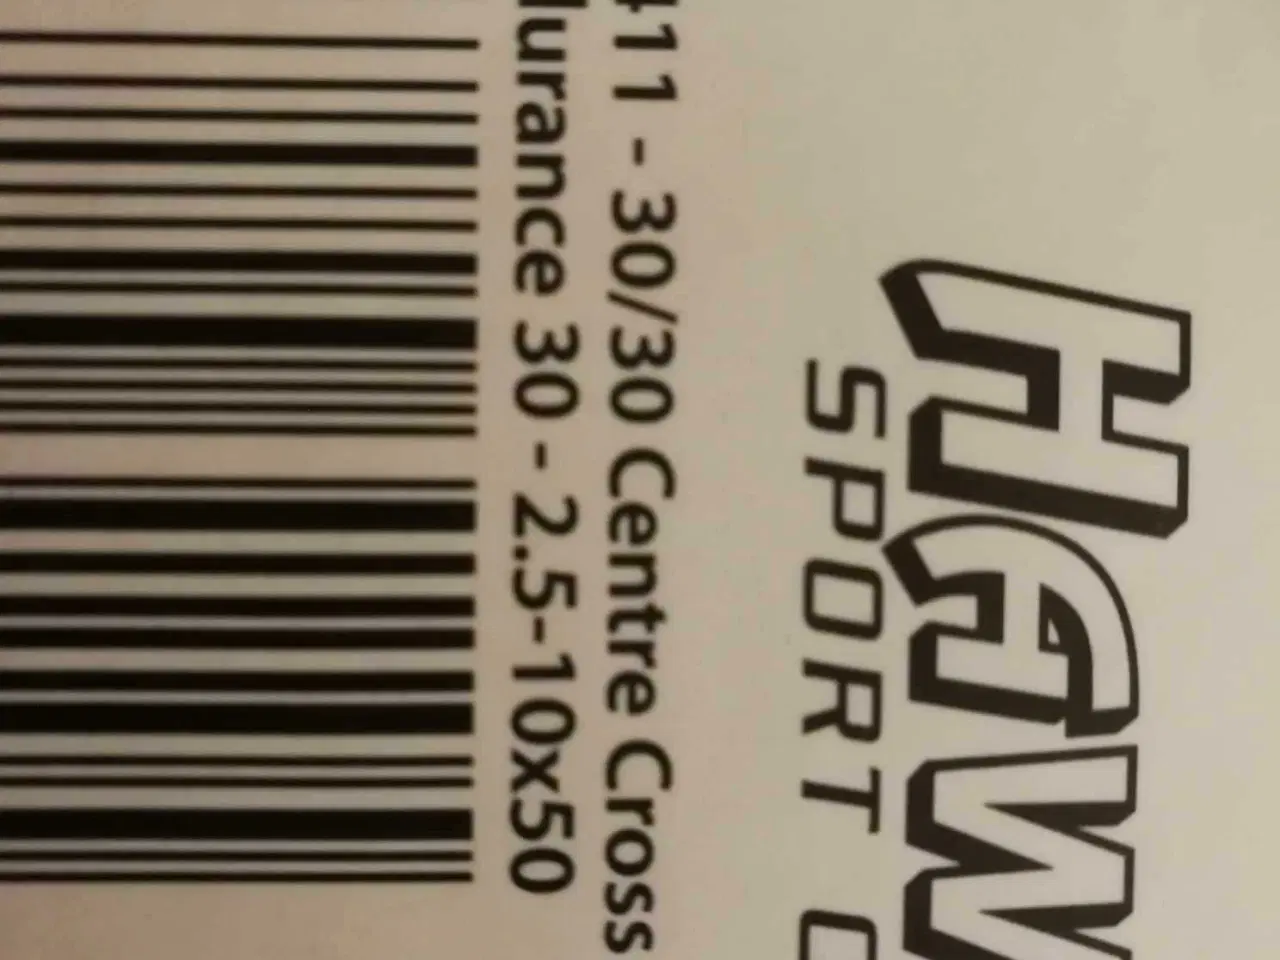 HAW
SPORT
11 - 30/30 Centre Cross
durance 30 - 2.5-10x50